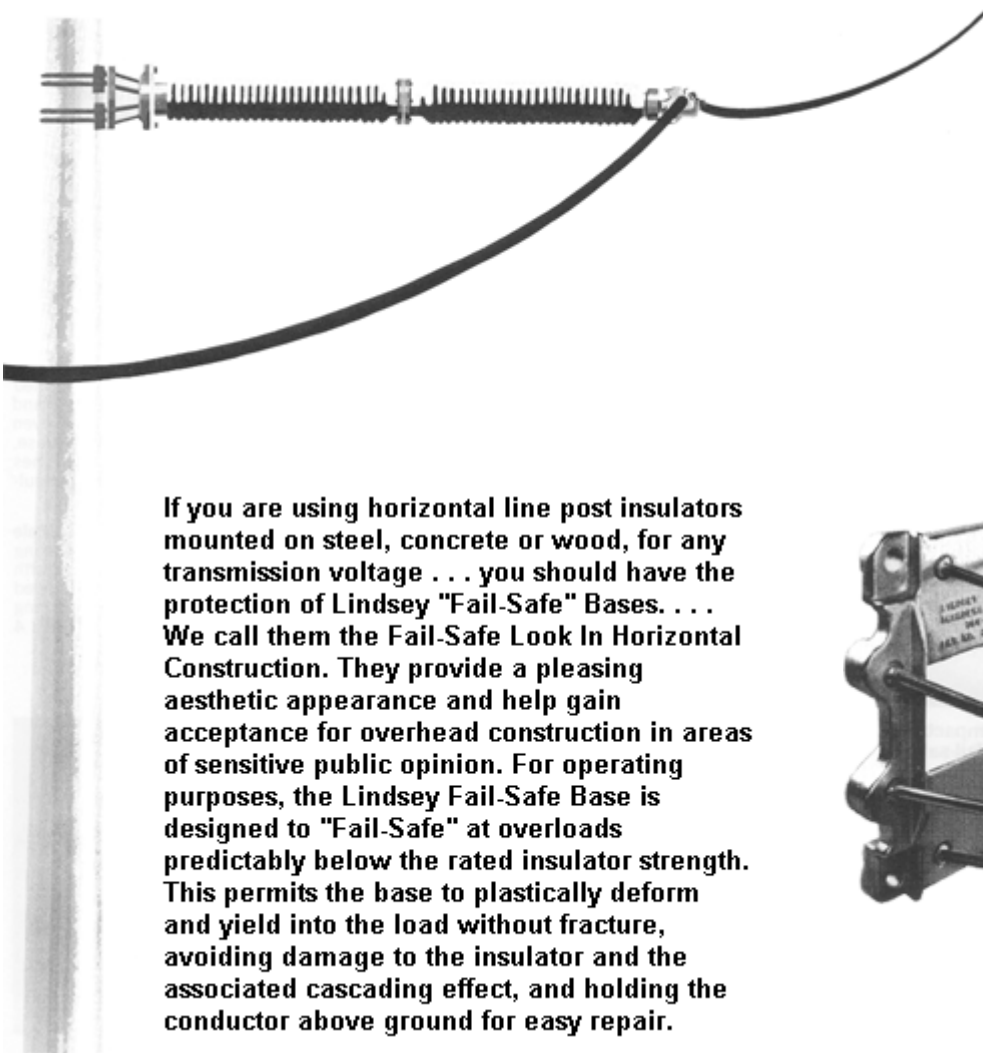 If you are using horizontal line post insulators
mounted on steel, concrete or wood, for any
transmission voltage . . . you should have the
protection of Lindsey "Fail-Safe" Bases. . . .
We call them the Fail-Safe Look In Horizontal
Construction. They provide a pleasing
aesthetic appearance and help gain
acceptance for overhead construction in areas
of sensitive public opinion. For operating
purposes, the Lindsey Fail-Safe Base is
designed to "Fail-Safe" at overloads
predictably below the rated insulator strength.
This permits the base to plastically deform
and yield into the load without fracture,
avoiding damage to the insulator and the
associated cascading effect, and holding the
conductor above ground for easy repair.